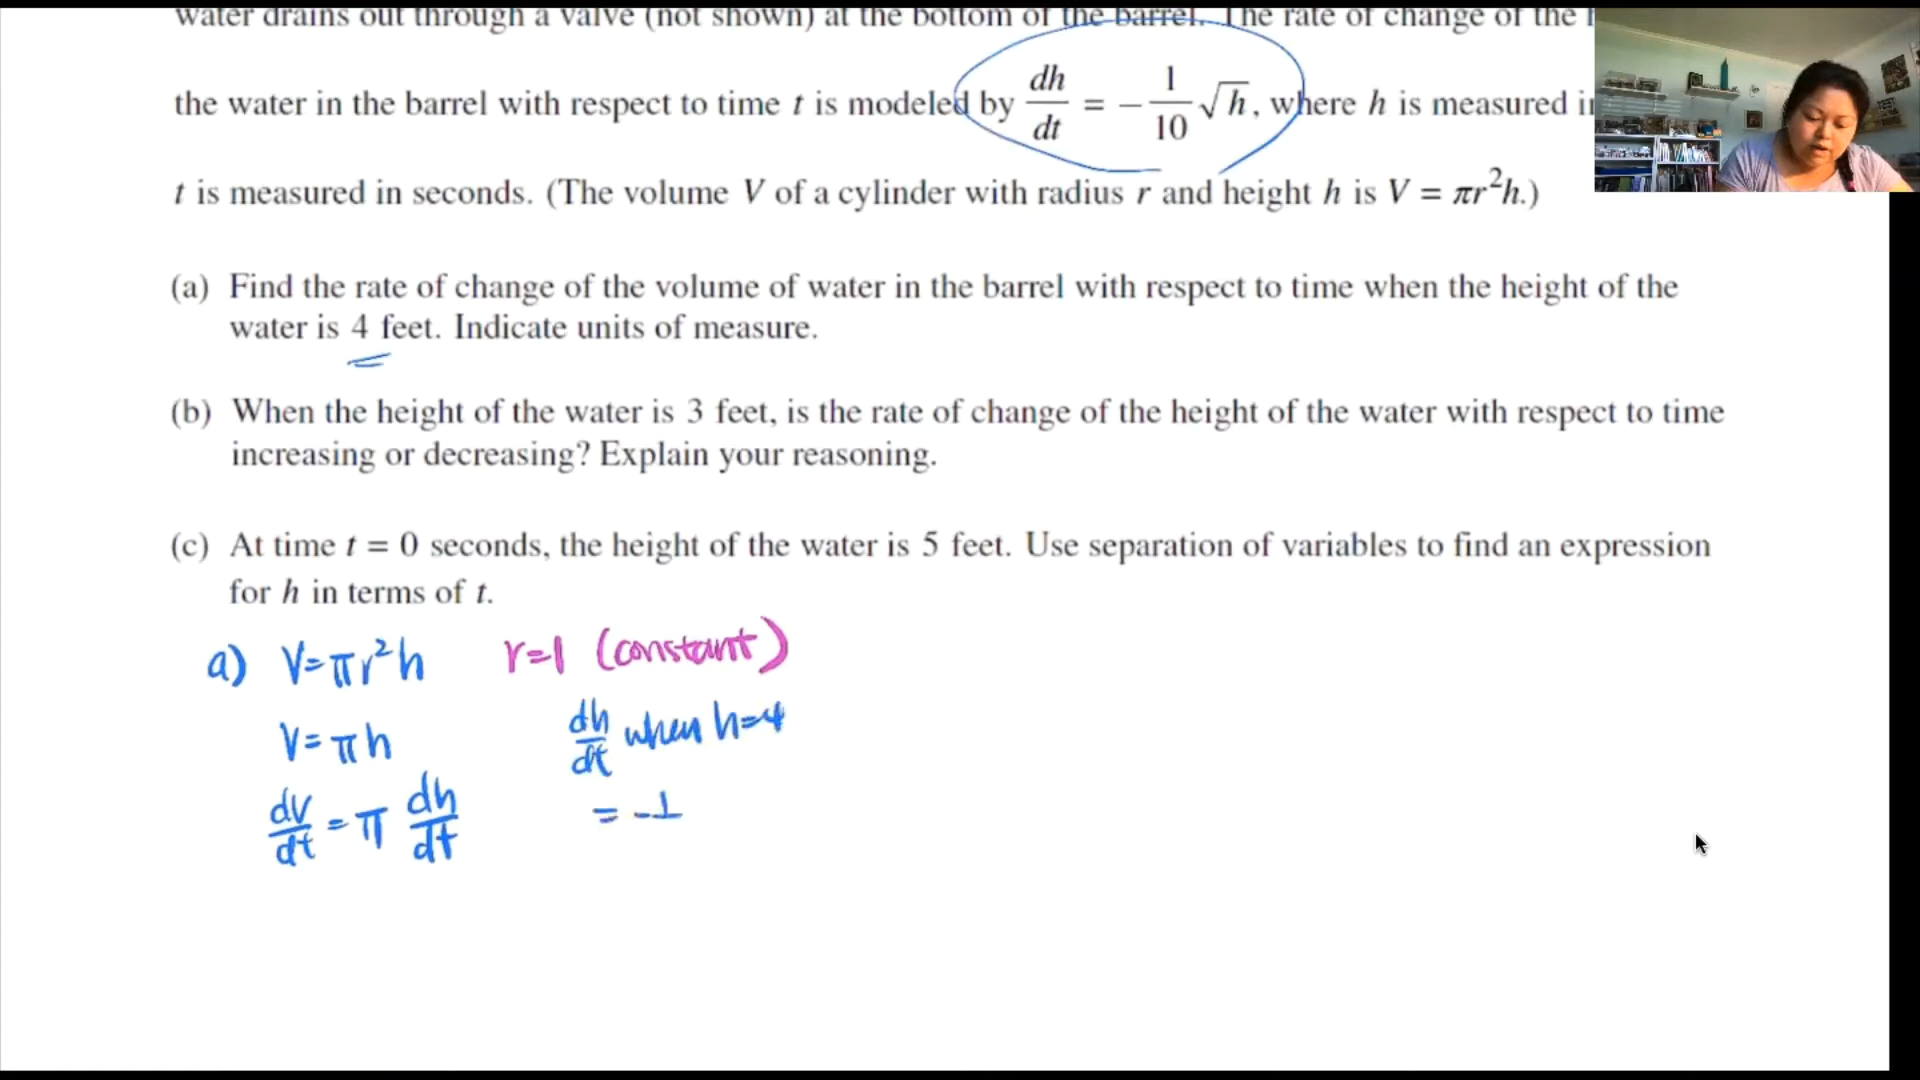 water drains out through a valve (not shown) at the bottom of the barrel. The rate of change of the
the water in the barrel with respect to time t is modeled by dh/dt = -1/10 √h, where h is measured
t is measured in seconds. (The volume V of a cylinder with radius r and height h is V = πr²h.)
(a) Find the rate of change of the volume of water in the barrel with respect to time when the height of the
water is 4 feet. Indicate units of measure.
(b) When the height of the water is 3 feet, is the rate of change of the height of the water with respect to time
increasing or decreasing? Explain your reasoning.
(c) At time t = 0 seconds, the height of the water is 5 feet. Use separation of variables to find an expression
for h in terms of t.
a) V=πr²h r=1 (constant)
V=πh dh/dt when h=4
dV/dt = π dh/dt = -1